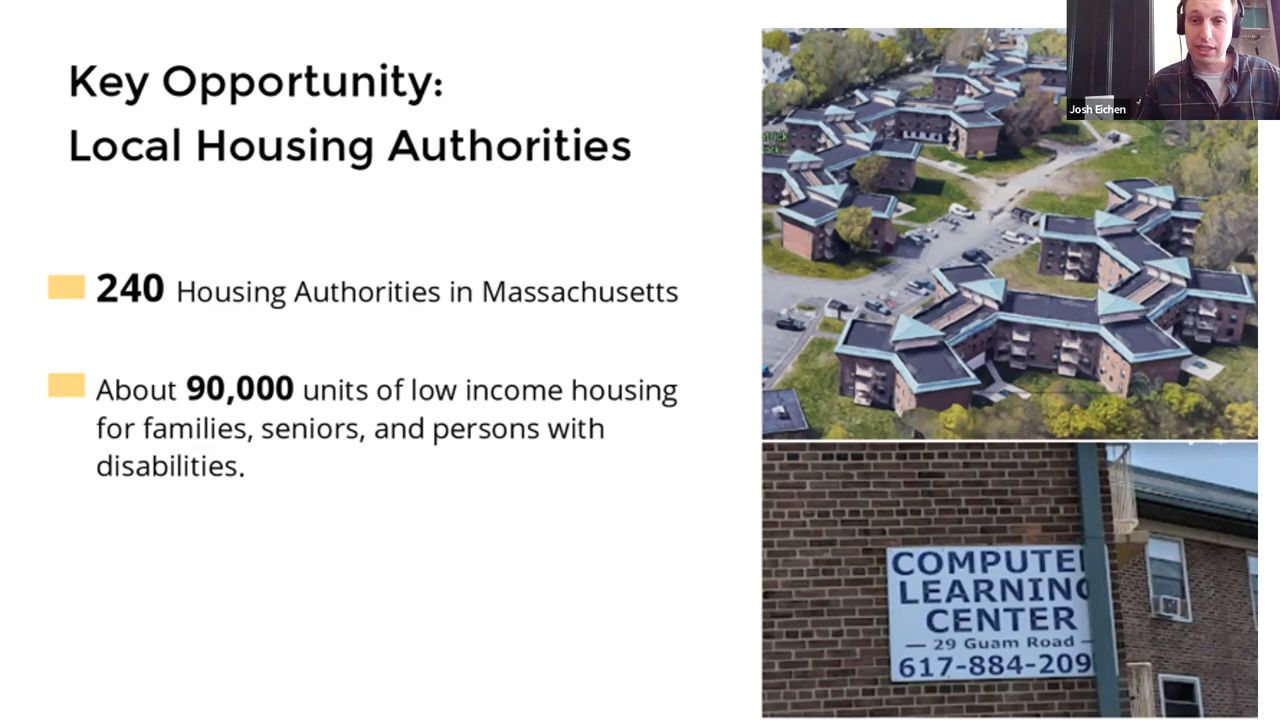 Key Opportunity:
Local Housing Authorities
240 Housing Authorities in Massachusetts
About 90,000 units of low income housing
for families, seniors, and persons with
disabilities.
Josh Eichen
COMPUTE
LEARNING
CENTER
— 29 Guam Road —
617-884-209